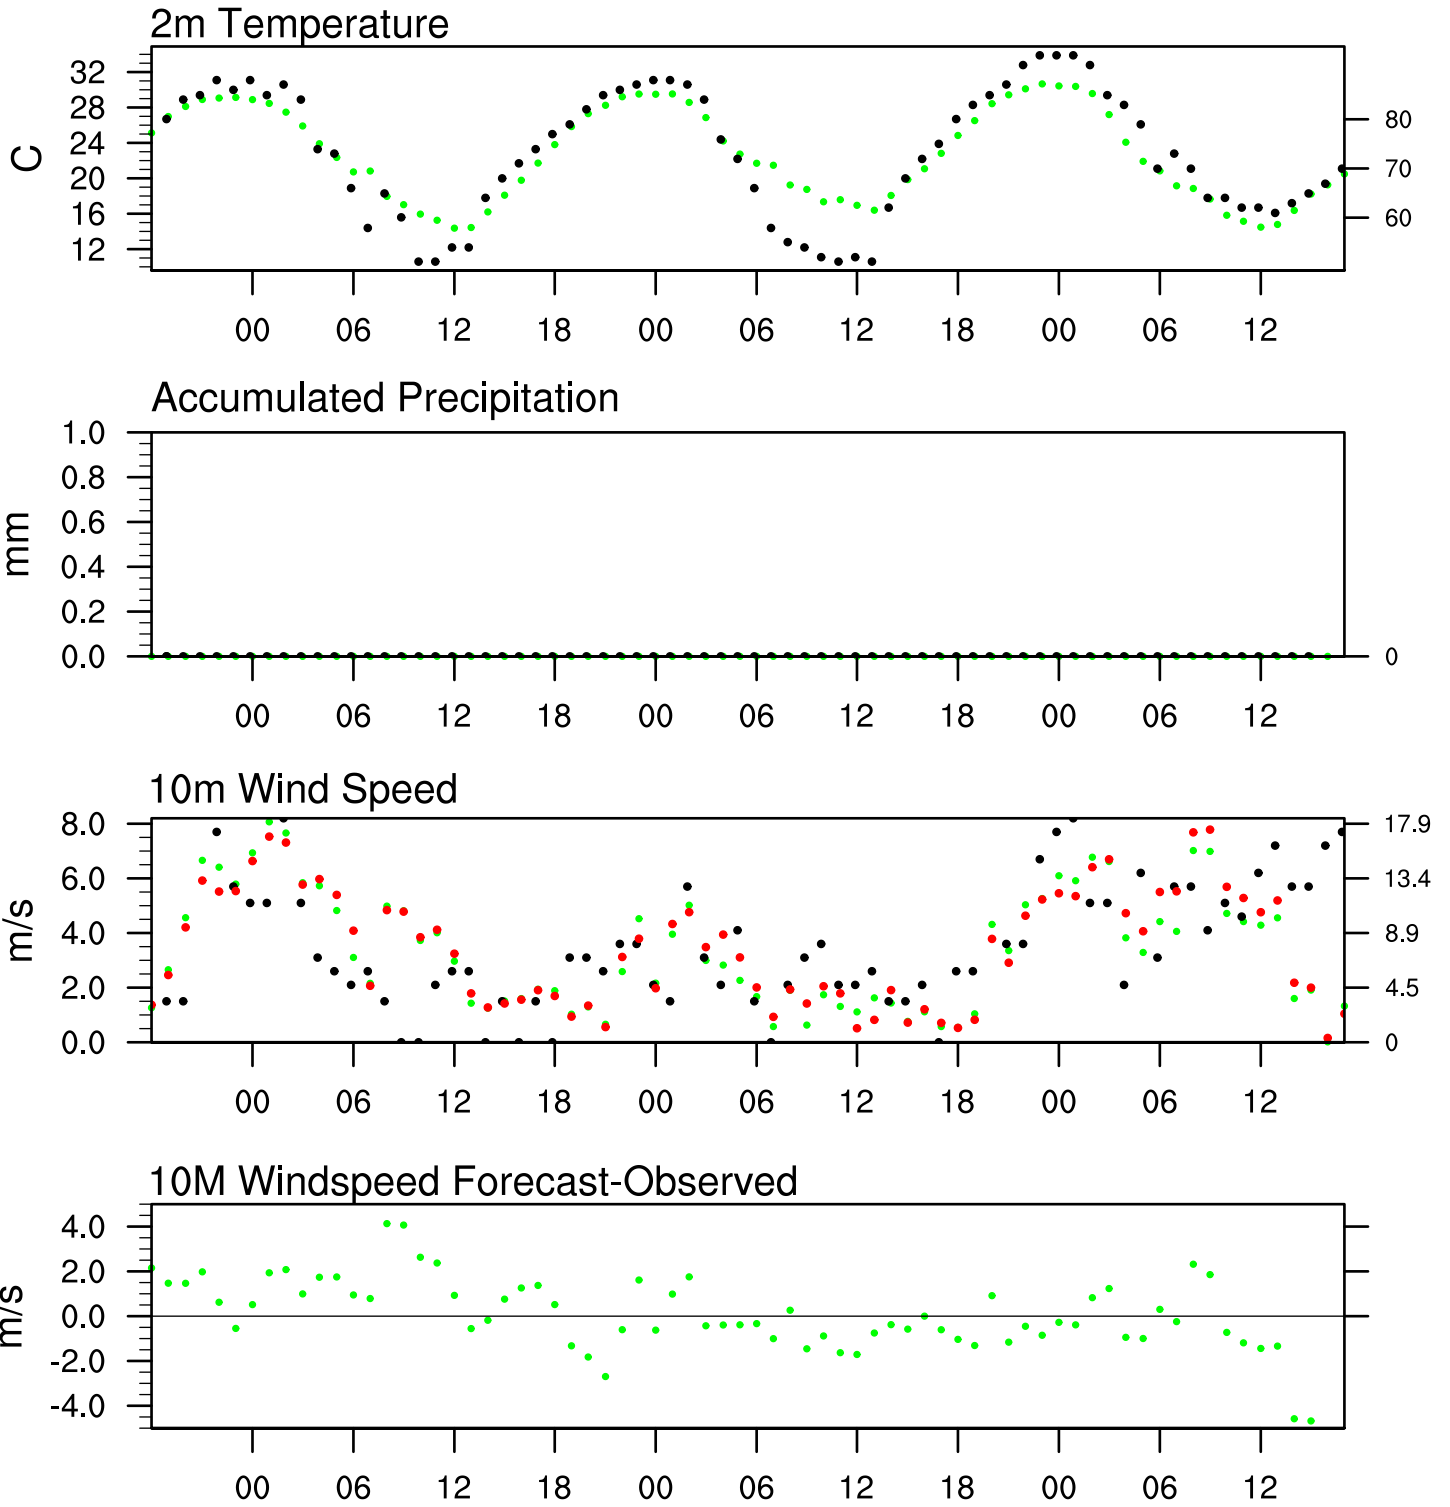 2m Temperature
32
28
24
20
16
12
C
80
70
60
00 06 12 18 00 06 12 18 00 06 12
Accumulated Precipitation
1.0
0.8
0.6
0.4
0.2
0.0
mm
0
00 06 12 18 00 06 12 18 00 06 12
10m Wind Speed
8.0
6.0
4.0
2.0
0.0
m/s
17.9
13.4
8.9
4.5
0
00 06 12 18 00 06 12 18 00 06 12
10M Windspeed Forecast-Observed
4.0
2.0
0.0
-2.0
-4.0
m/s
00 06 12 18 00 06 12 18 00 06 12